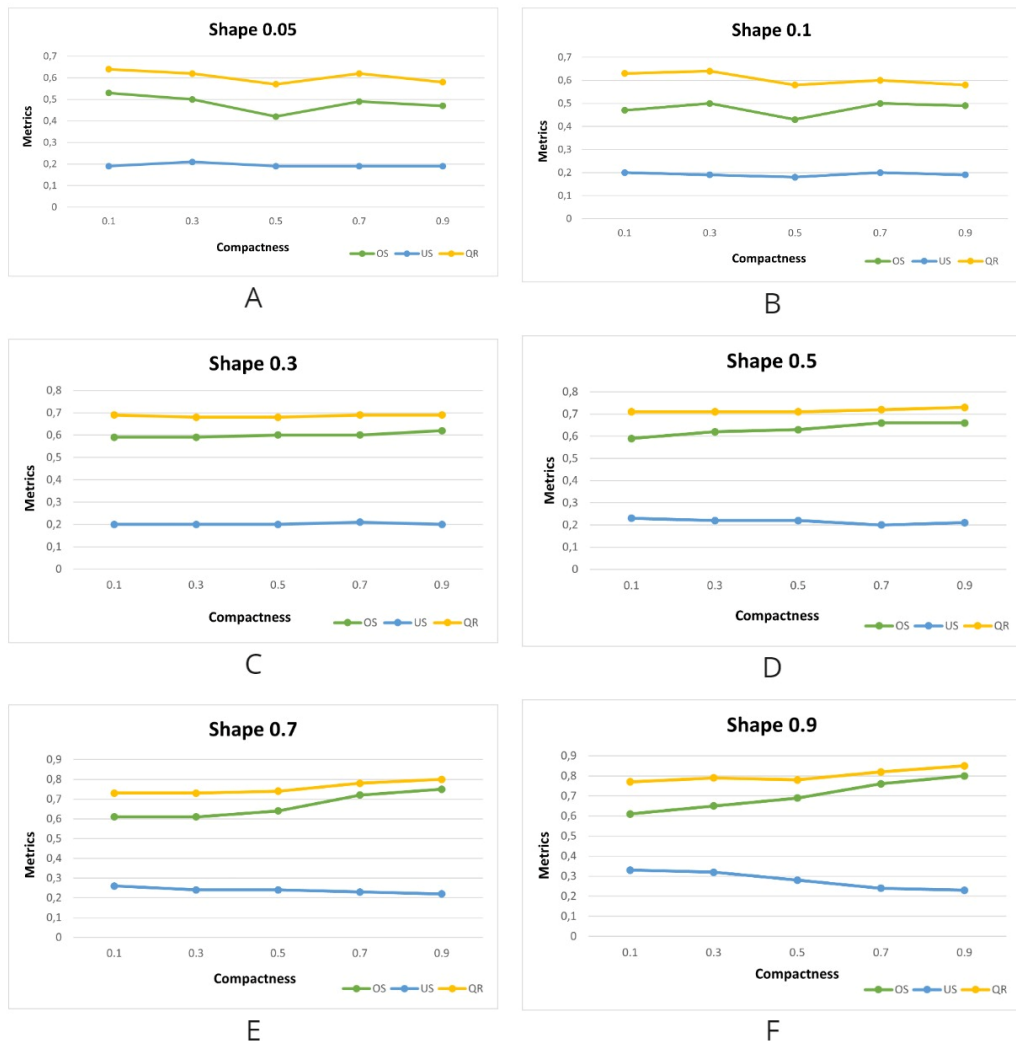 Shape 0.05
0,7
0,6
0,5
0,4
0,3
0,2
0,1
0
Metrics
0.1 0.3 0.5 0.7 0.9
Compactness
OS US QR
A
Shape 0.1
0,7
0,6
0,5
0,4
0,3
0,2
0,1
0
Metrics
0.1 0.3 0.5 0.7 0.9
Compactness
OS US QR
B
Shape 0.3
0,8
0,7
0,6
0,5
0,4
0,3
0,2
0,1
0
Metrics
0.1 0.3 0.5 0.7 0.9
Compactness
OS US QR
C
Shape 0.5
0,8
0,7
0,6
0,5
0,4
0,3
0,2
0,1
0
Metrics
0.1 0.3 0.5 0.7 0.9
Compactness
OS US QR
D
Shape 0.7
0,9
0,8
0,7
0,6
0,5
0,4
0,3
0,2
0,1
0
Metrics
0.1 0.3 0.5 0.7 0.9
Compactness
OS US QR
E
Shape 0.9
0,9
0,8
0,7
0,6
0,5
0,4
0,3
0,2
0,1
0
Metrics
0.1 0.3 0.5 0.7 0.9
Compactness
OS US QR
F